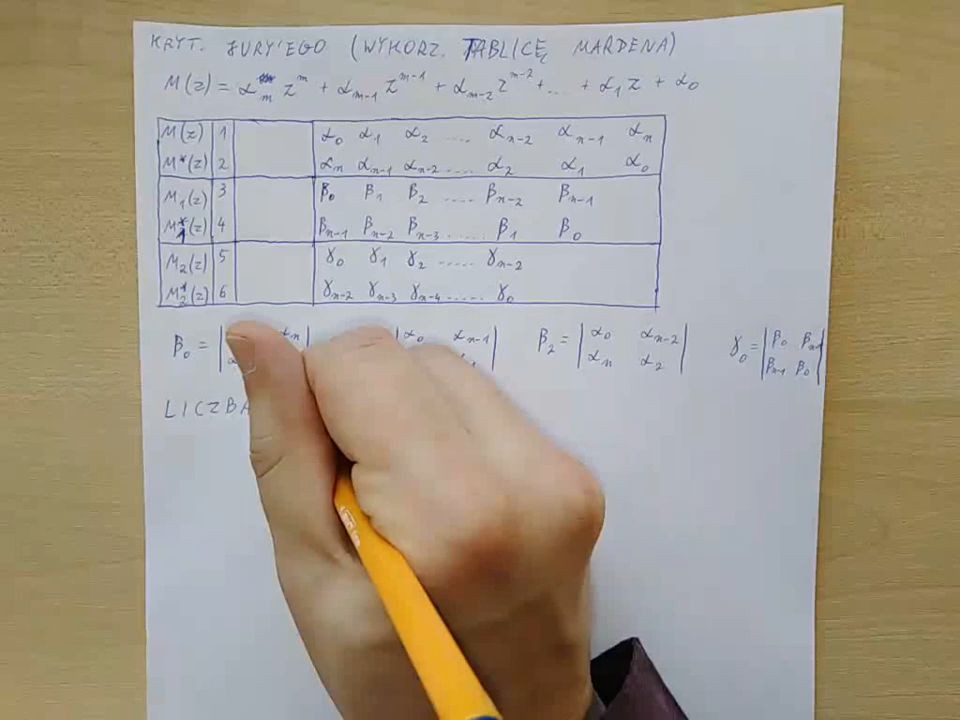 KRYT. JURY'EGO (WYKORZ. TABLICĘ MARDENA)
M(z) = α_m z^m + α_{m-1} z^{m-1} + α_{m-2} z^{m-2} + ... + α_1 z + α_0
M(z) 1 α_0 α_1 α_2 .... α_{n-2} α_{n-1} α_n
M*(z) 2 α_n α_{n-1} α_{n-2} .... α_2 α_1 α_0
M_1(z) 3 β_0 β_1 β_2 .... β_{n-2} β_{n-1}
M_1*(z) 4 β_{n-1} β_{n-2} β_{n-3} ...... β_1 β_0
M_2(z) 5 γ_0 γ_1 γ_2 ..... γ_{n-2}
M_2*(z) 6 γ_{n-2} γ_{n-3} γ_{n-4} ...... γ_0
β_0 = | α_n | | α_0 α_{n-1} | β_2 = | α_0 α_{n-2} | γ_0 = | β_0 β_{n-1} |
| α_n α_2 | | β_{n-1} β_0 |
LICZBA